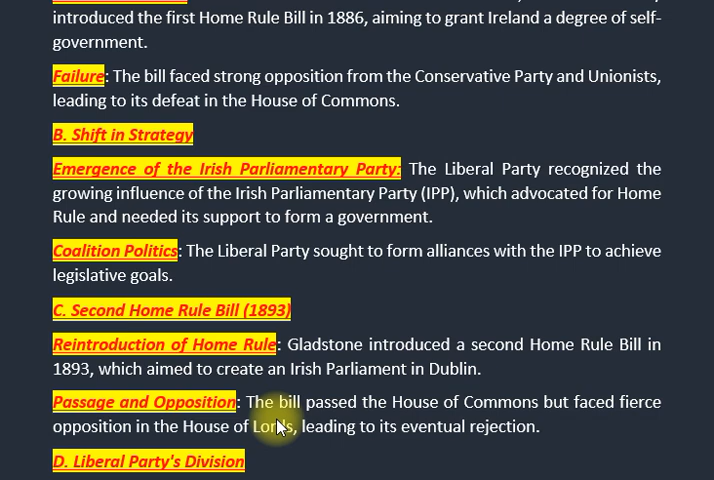 introduced the first Home Rule Bill in 1886, aiming to grant Ireland a degree of self-
government.
Failure: The bill faced strong opposition from the Conservative Party and Unionists,
leading to its defeat in the House of Commons.
B. Shift in Strategy
Emergence of the Irish Parliamentary Party: The Liberal Party recognized the
growing influence of the Irish Parliamentary Party (IPP), which advocated for Home
Rule and needed its support to form a government.
Coalition Politics: The Liberal Party sought to form alliances with the IPP to achieve
legislative goals.
C. Second Home Rule Bill (1893)
Reintroduction of Home Rule: Gladstone introduced a second Home Rule Bill in
1893, which aimed to create an Irish Parliament in Dublin.
Passage and Opposition: The bill passed the House of Commons but faced fierce
opposition in the House of Lords, leading to its eventual rejection.
D. Liberal Party's Division